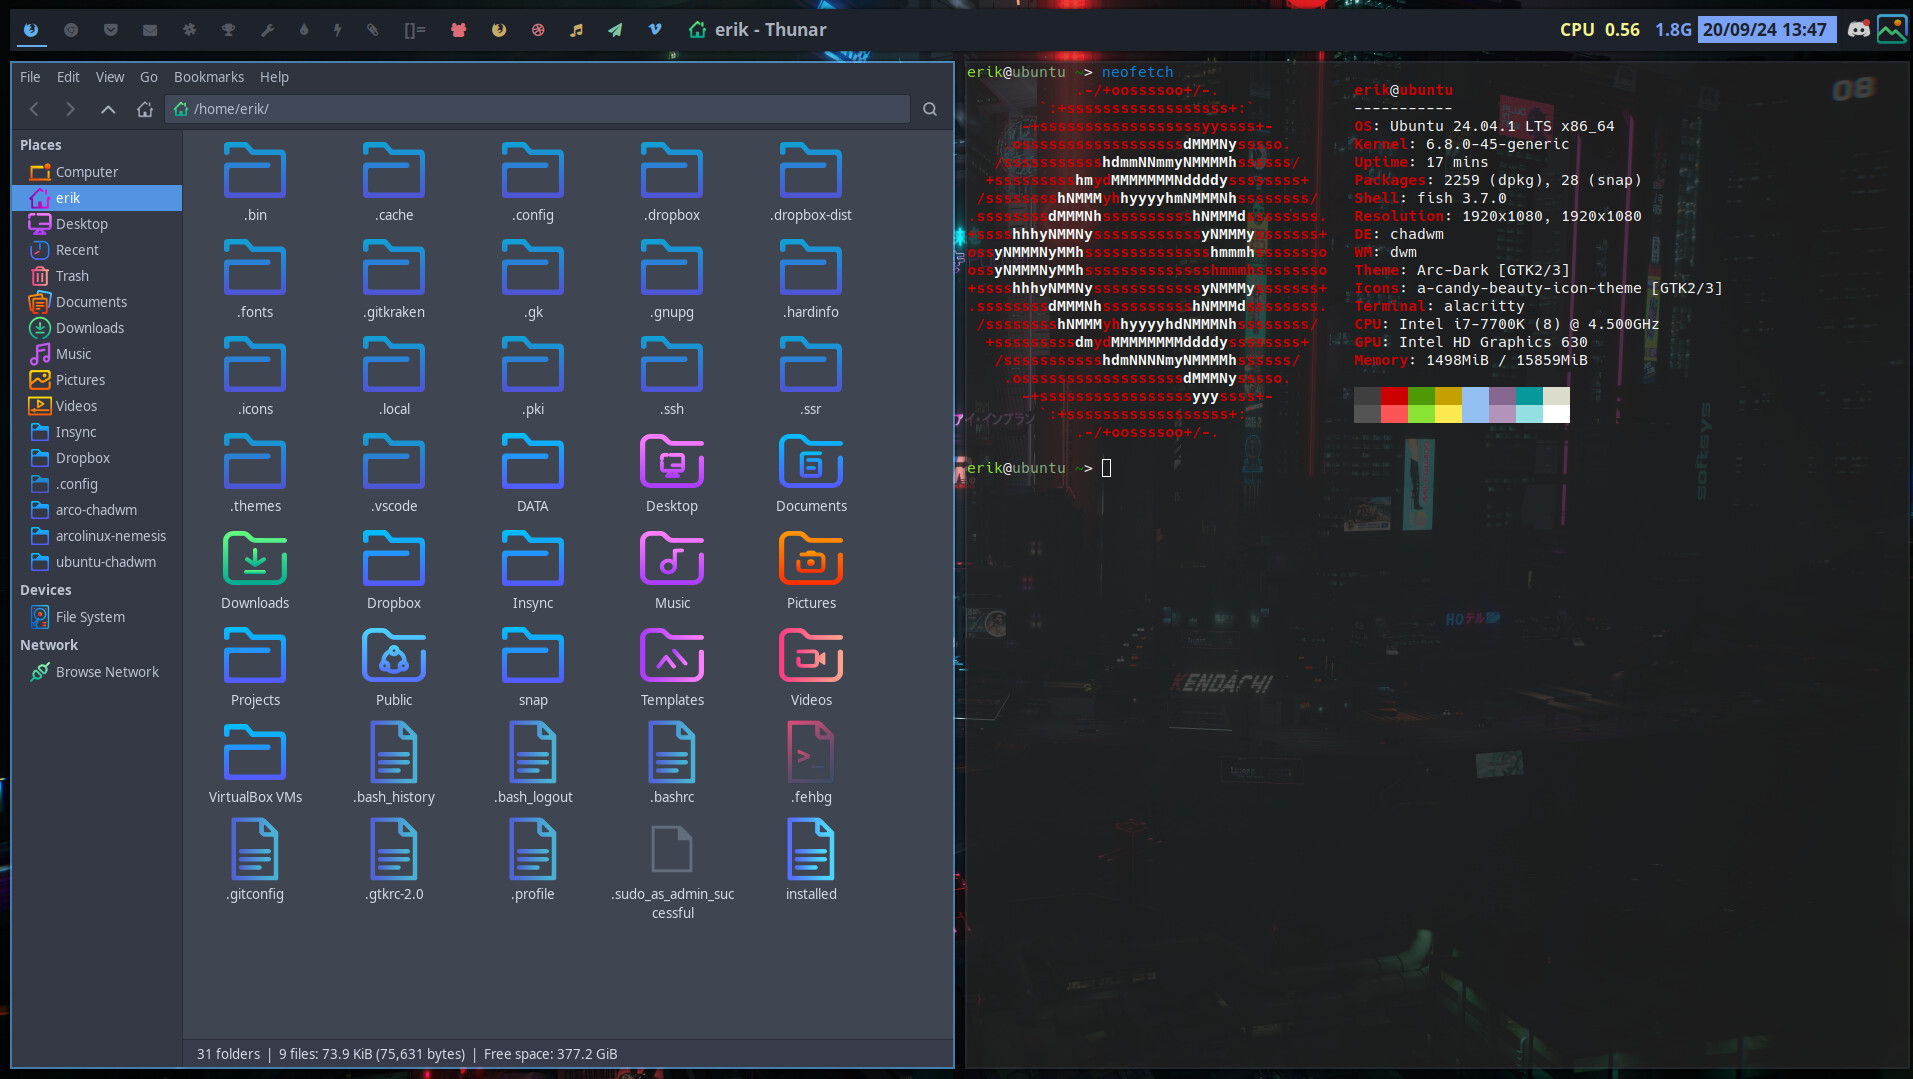 erik - Thunar
CPU 0.56 1.8G 20/09/24 13:47
File Edit View Go Bookmarks Help
/home/erik/
Places
Computer
erik
Desktop
Recent
Trash
Documents
Downloads
Music
Pictures
Videos
Insync
Dropbox
.config
arco-chadwm
arcolinux-nemesis
ubuntu-chadwm
Devices
File System
Network
Browse Network
.bin .cache .config .dropbox .dropbox-dist
.fonts .gitkraken .gk .gnupg .hardinfo
.icons .local .pki .ssh .ssr
.themes .vscode DATA Desktop Documents
Downloads Dropbox Insync Music Pictures
Projects Public snap Templates Videos
VirtualBox VMs .bash_history .bash_logout .bashrc .fehbg
.gitconfig .gtkrc-2.0 .profile .sudo_as_admin_suc installed
cessful
31 folders | 9 files: 73.9 KiB (75,631 bytes) | Free space: 377.2 GiB
erik@ubuntu ~> neofetch
erik@ubuntu
-----------
OS: Ubuntu 24.04.1 LTS x86_64
Kernel: 6.8.0-45-generic
Uptime: 17 mins
Packages: 2259 (dpkg), 28 (snap)
Shell: fish 3.7.0
Resolution: 1920x1080, 1920x1080
DE: chadwm
WM: dwm
Theme: Arc-Dark [GTK2/3]
Icons: a-candy-beauty-icon-theme [GTK2/3]
Terminal: alacritty
CPU: Intel i7-7700K (8) @ 4.500GHz
GPU: Intel HD Graphics 630
Memory: 1498MiB / 15859MiB
erik@ubuntu ~>
08
HOテル
KENDACHI
softsys